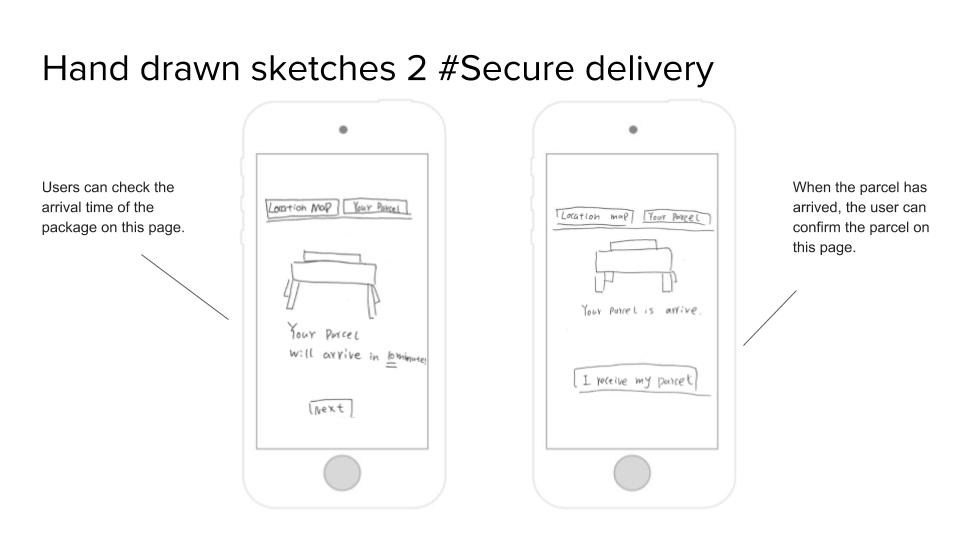 Hand drawn sketches 2 #Secure delivery
Users can check the
arrival time of the
package on this page.
Location Map
Your Parcel
Your Parcel
will arrive in 10 minutes
Next
Location map
Your Parcel
Your Parcel is arrive.
I receive my parcel
When the parcel has
arrived, the user can
confirm the parcel on
this page.